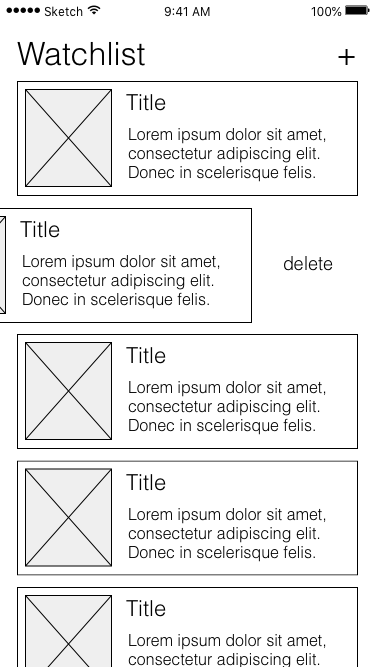 Sketch 9:41 AM 100%
Watchlist +
Title
Lorem ipsum dolor sit amet,
consectetur adipiscing elit.
Donec in scelerisque felis.
Title
Lorem ipsum dolor sit amet,
consectetur adipiscing elit.
Donec in scelerisque felis.
delete
Title
Lorem ipsum dolor sit amet,
consectetur adipiscing elit.
Donec in scelerisque felis.
Title
Lorem ipsum dolor sit amet,
consectetur adipiscing elit.
Donec in scelerisque felis.
Title
Lorem ipsum dolor sit amet,
consectetur adipiscing elit.